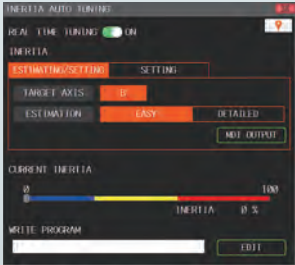 INERTIA AUTO TUNING
REAL TIME TUNING ON
INERTIA
ESTIMATING/SETTING SETTING
TARGET AXIS B
ESTIMATION EASY DETAILED
MDI OUTPUT
CURRENT INERTIA
0 100
INERTIA 0 %
WRITE PROGRAM
EDIT